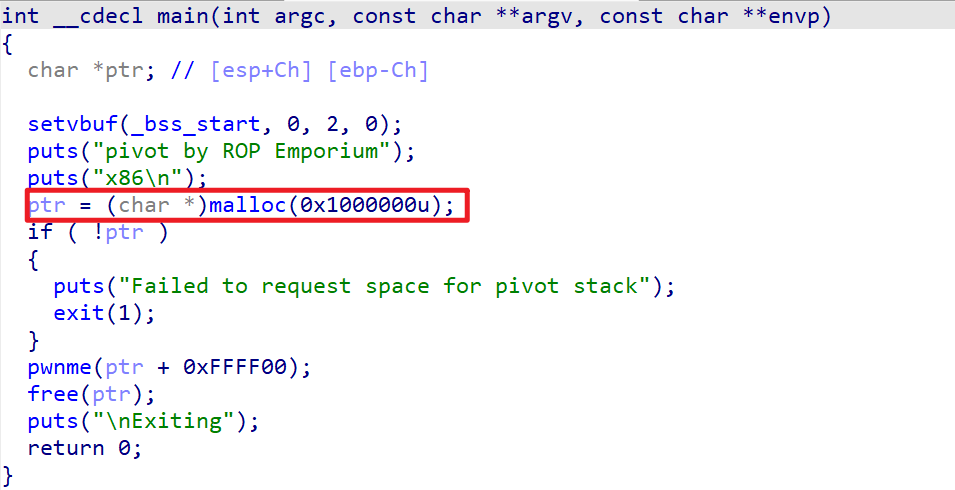 int __cdecl main(int argc, const char **argv, const char **envp)
{
  char *ptr; // [esp+Ch] [ebp-Ch]

  setvbuf(_bss_start, 0, 2, 0);
  puts("pivot by ROP Emporium");
  puts("x86\n");
  ptr = (char *)malloc(0x1000000u);
  if ( !ptr )
  {
    puts("Failed to request space for pivot stack");
    exit(1);
  }
  pwnme(ptr + 0xFFFF00);
  free(ptr);
  puts("\nExiting");
  return 0;
}